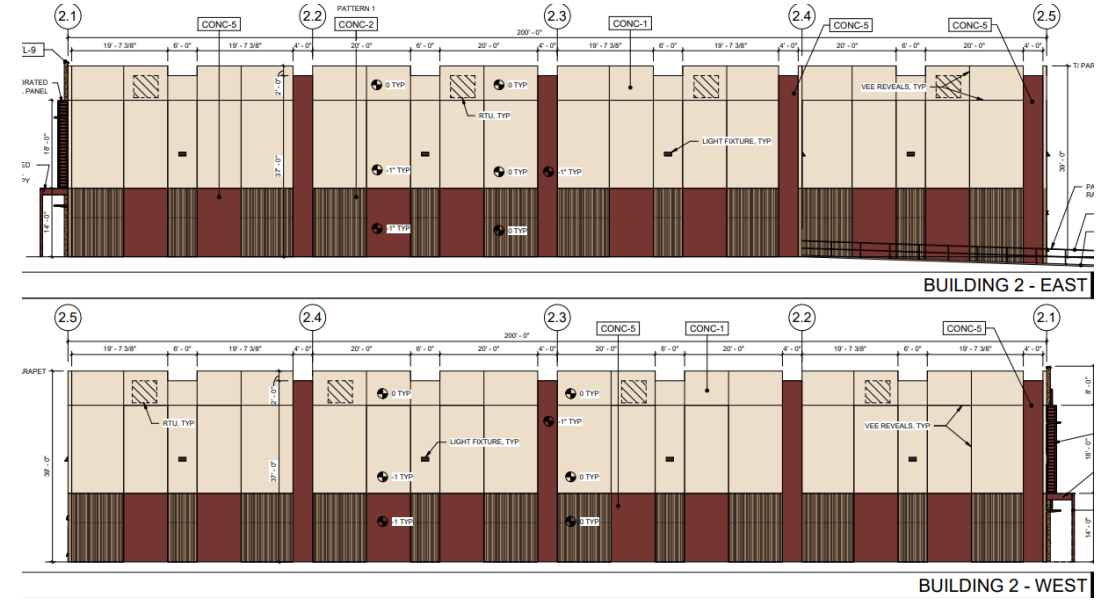 2.1
2.2
2.3
2.4
2.5
PATTERN 1
CONC-5
CONC-2
CONC-1
CONC-5
CONC-5
200' - 0"
19' - 7 3/8"
6' - 0"
19' - 7 3/8"
4' - 0"
20' - 0"
6' - 0"
20' - 0"
4' - 0"
19' - 7 3/8"
6' - 0"
19' - 7 3/8"
4' - 0"
20' - 0"
6' - 0"
20' - 0"
4' - 0"
L-9
ORATED
PANEL
T/ PAR
2' - 0"
0 TYP
0 TYP
VEE REVEALS, TYP
RTU, TYP
18' - 0"
LIGHT FIXTURE, TYP
37' - 0"
39' - 0"
ED
PY
-1" TYP
0 TYP
-1" TYP
PA
RA
14' - 0"
-1" TYP
0 TYP
BUILDING 2 - EAST
2.5
2.4
2.3
2.2
2.1
CONC-5
CONC-1
CONC-5
200' - 0"
19' - 7 3/8"
6' - 0"
19' - 7 3/8"
4' - 0"
20' - 0"
6' - 0"
20' - 0"
4' - 0"
20' - 0"
6' - 0"
20' - 0"
4' - 0"
19' - 7 3/8"
6' - 0"
19' - 7 3/8"
4' - 0"
ARAPET
2' - 0"
0 TYP
0 TYP
8' - 0"
RTU, TYP
-1" TYP
VEE REVEALS, TYP
LIGHT FIXTURE, TYP
39' - 0"
37' - 0"
-1 TYP
0 TYP
18' - 0"
-1 TYP
0 TYP
14' - 0"
BUILDING 2 - WEST